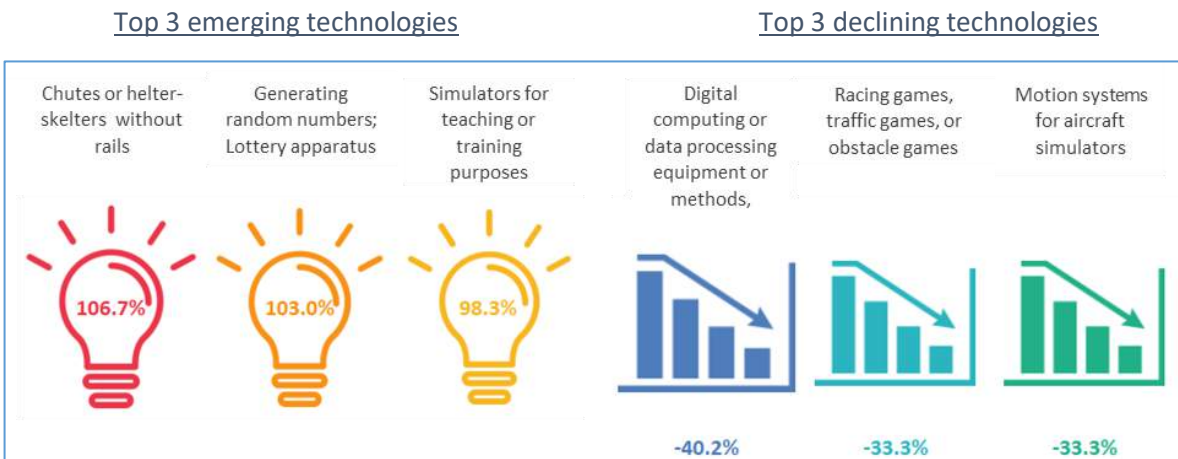 Top 3 emerging technologies
Top 3 declining technologies
Chutes or helter-
skelters without
rails
Generating
random numbers;
Lottery apparatus
Simulators for
teaching or
training
purposes
Digital
computing or
data processing
equipment or
methods,
Racing games,
traffic games, or
obstacle games
Motion systems
for aircraft
simulators
106.7%
103.0%
98.3%
-40.2%
-33.3%
-33.3%